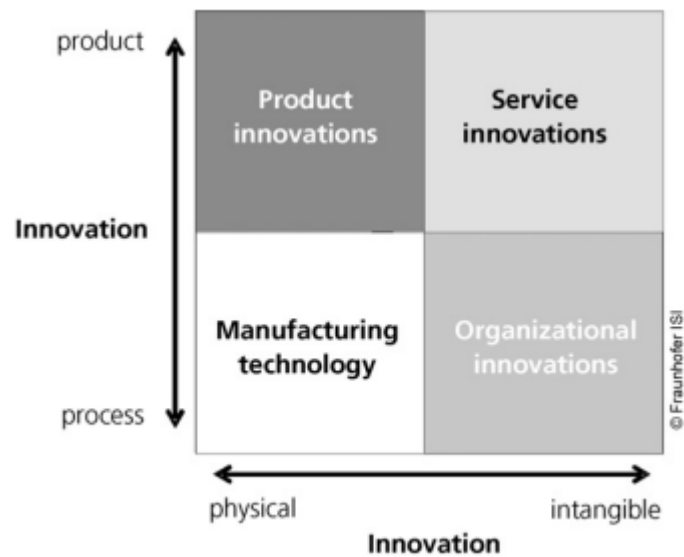 product
Product
innovations
Service
innovations
Innovation
Manufacturing
technology
Organizational
innovations
process
physical
intangible
Innovation
© Fraunhofer ISI